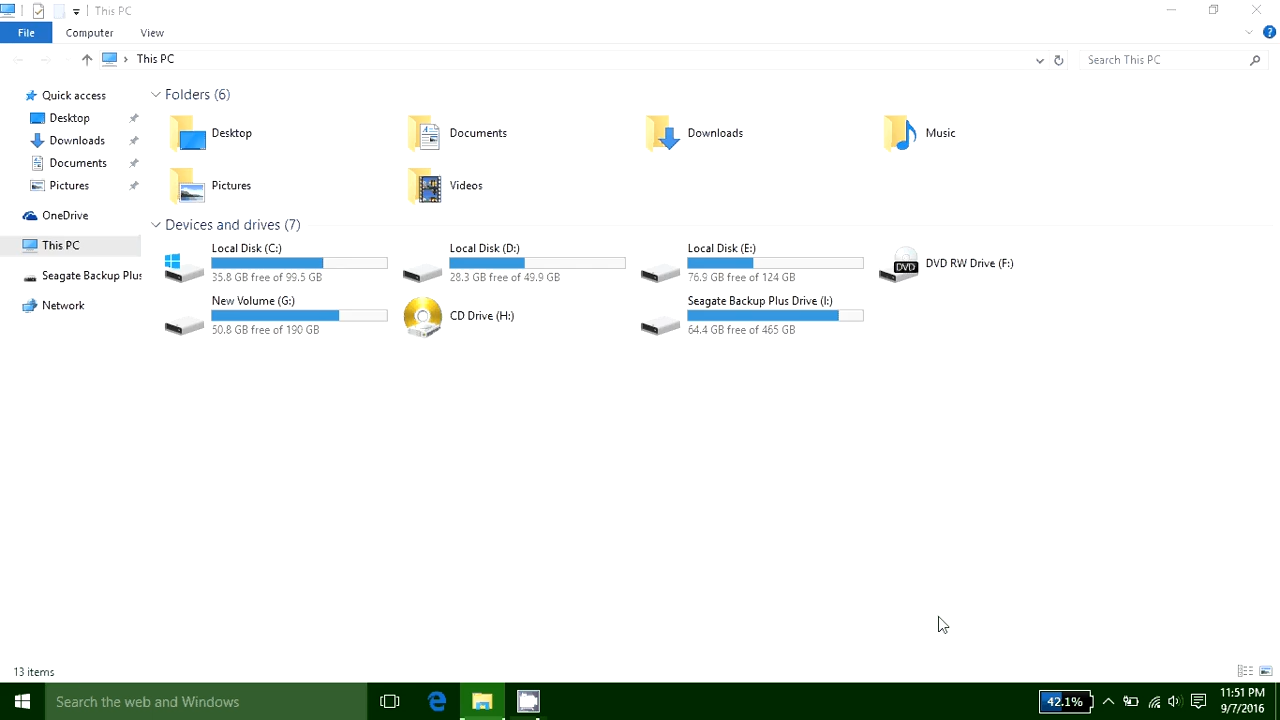 This PC
File Computer View
This PC
Search This PC
Quick access
Desktop
Downloads
Documents
Pictures
OneDrive
This PC
Seagate Backup Plus
Network
Folders (6)
Desktop
Documents
Downloads
Music
Pictures
Videos
Devices and drives (7)
Local Disk (C:)
35.8 GB free of 99.5 GB
Local Disk (D:)
28.3 GB free of 49.9 GB
Local Disk (E:)
76.9 GB free of 124 GB
DVD RW Drive (F:)
DVD
New Volume (G:)
50.8 GB free of 190 GB
CD Drive (H:)
Seagate Backup Plus Drive (I:)
64.4 GB free of 465 GB
13 items
Search the web and Windows
42.1%
11:51 PM
9/7/2016